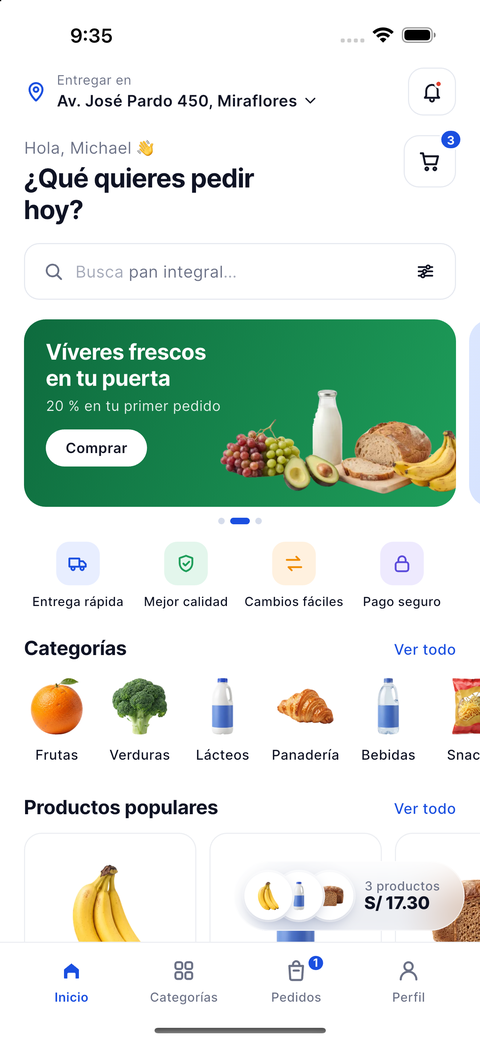 9:35
Entregar en
Av. José Pardo 450, Miraflores
Hola, Michael 👋
3
¿Qué quieres pedir
hoy?
Busca pan integral...
Víveres frescos
en tu puerta
20 % en tu primer pedido
Comprar
Entrega rápida
Mejor calidad
Cambios fáciles
Pago seguro
Categorías
Ver todo
Frutas
Verduras
Lácteos
Panadería
Bebidas
Snac
Productos populares
Ver todo
3 productos
S/ 17.30
1
Inicio
Categorías
Pedidos
Perfil